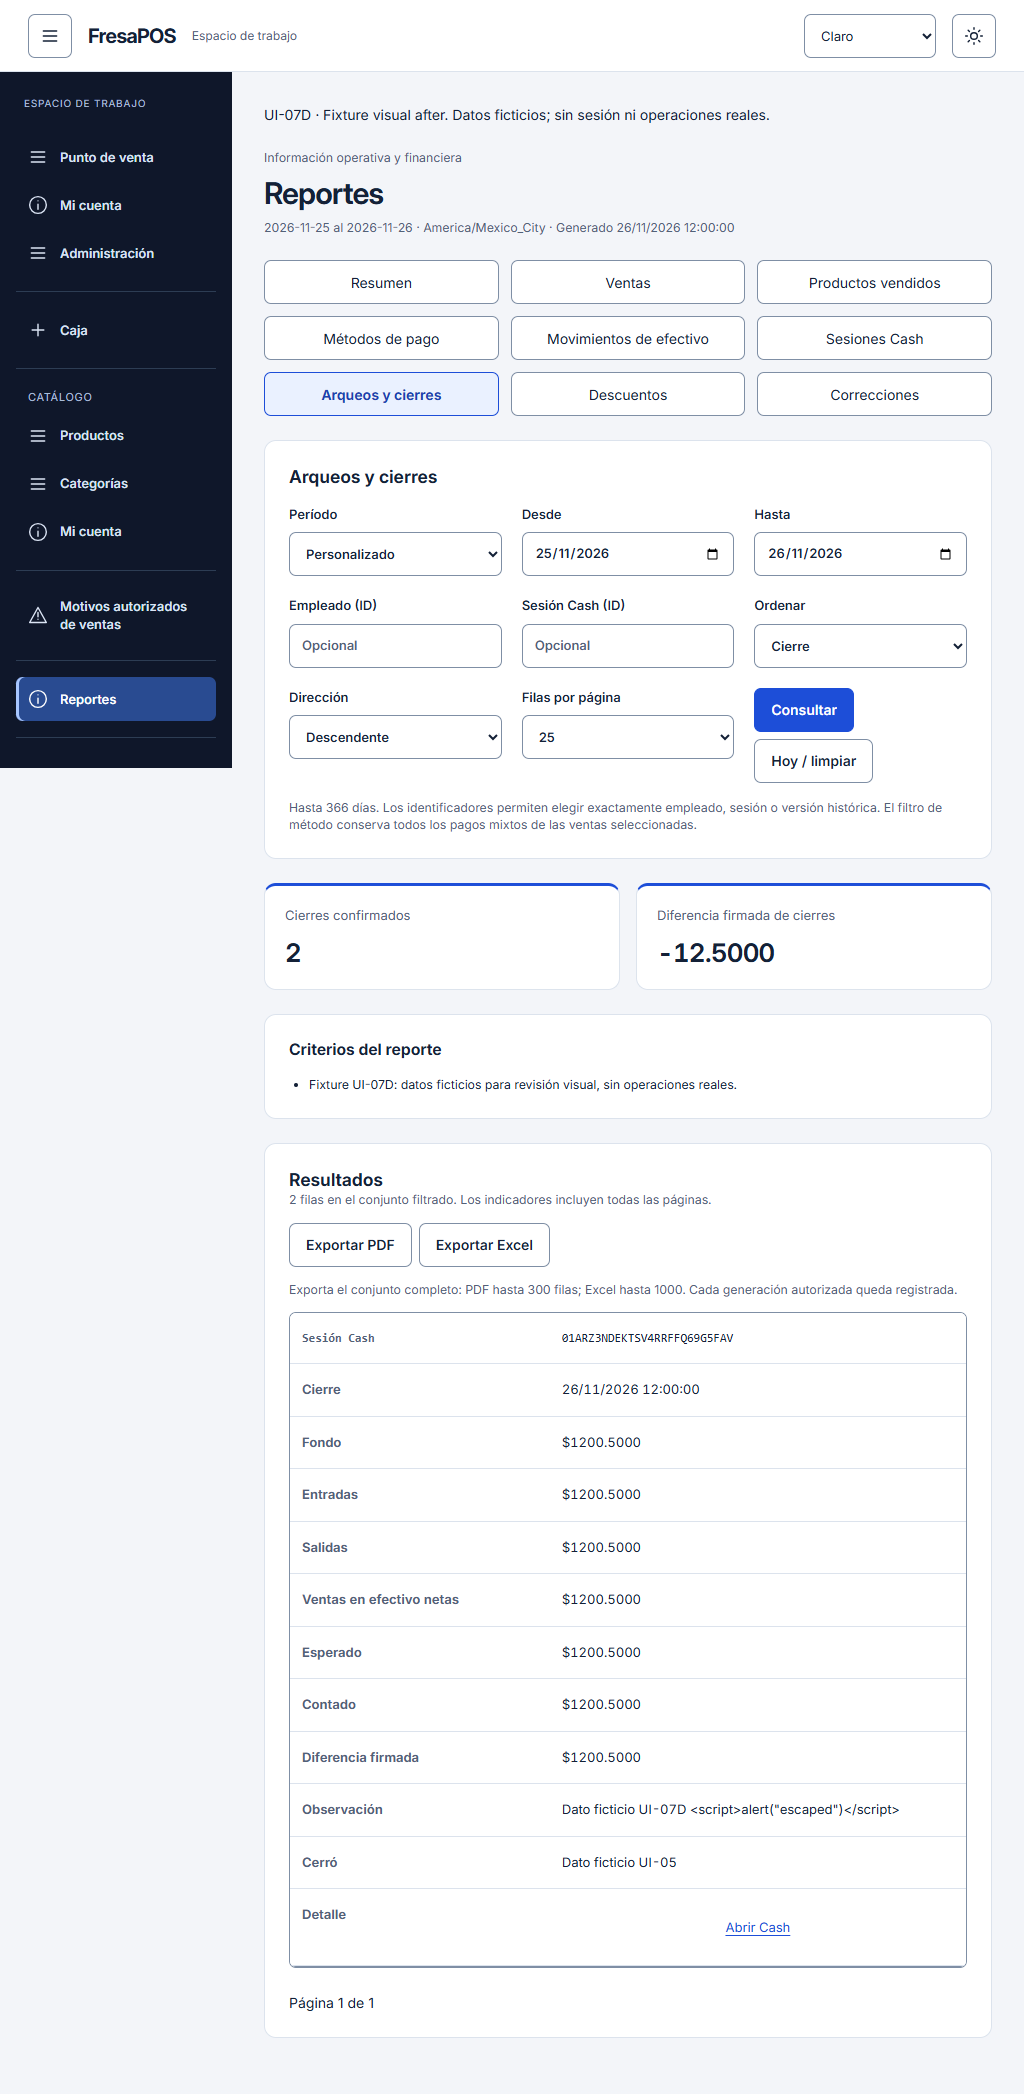 FresaPOS
Espacio de trabajo
Claro
ESPACIO DE TRABAJO
Punto de venta
Mi cuenta
Administración
Caja
CATÁLOGO
Productos
Categorías
Mi cuenta
Motivos autorizados
de ventas
Reportes
UI-07D · Fixture visual after. Datos ficticios; sin sesión ni operaciones reales.
Información operativa y financiera
Reportes
2026-11-25 al 2026-11-26 · America/Mexico_City · Generado 26/11/2026 12:00:00
Resumen Ventas Productos vendidos
Métodos de pago Movimientos de efectivo Sesiones Cash
Arqueos y cierres Descuentos Correcciones
Arqueos y cierres
Período Desde Hasta
Personalizado 25/11/2026 26/11/2026
Empleado (ID) Sesión Cash (ID) Ordenar
Opcional Opcional Cierre
Dirección Filas por página
Descendente 25 Consultar
Hoy / limpiar
Hasta 366 días. Los identificadores permiten elegir exactamente empleado, sesión o versión histórica. El filtro de
método conserva todos los pagos mixtos de las ventas seleccionadas.
Cierres confirmados Diferencia firmada de cierres
2 -12.5000
Criterios del reporte
• Fixture UI-07D: datos ficticios para revisión visual, sin operaciones reales.
Resultados
2 filas en el conjunto filtrado. Los indicadores incluyen todas las páginas.
Exportar PDF Exportar Excel
Exporta el conjunto completo: PDF hasta 300 filas; Excel hasta 1000. Cada generación autorizada queda registrada.
Sesión Cash 01ARZ3NDEKTSV4RRFFQ69G5FAV
Cierre 26/11/2026 12:00:00
Fondo $1200.5000
Entradas $1200.5000
Salidas $1200.5000
Ventas en efectivo netas $1200.5000
Esperado $1200.5000
Contado $1200.5000
Diferencia firmada $1200.5000
Observación Dato ficticio UI-07D <script>alert("escaped")</script>
Cerró Dato ficticio UI-05
Detalle Abrir Cash
Página 1 de 1